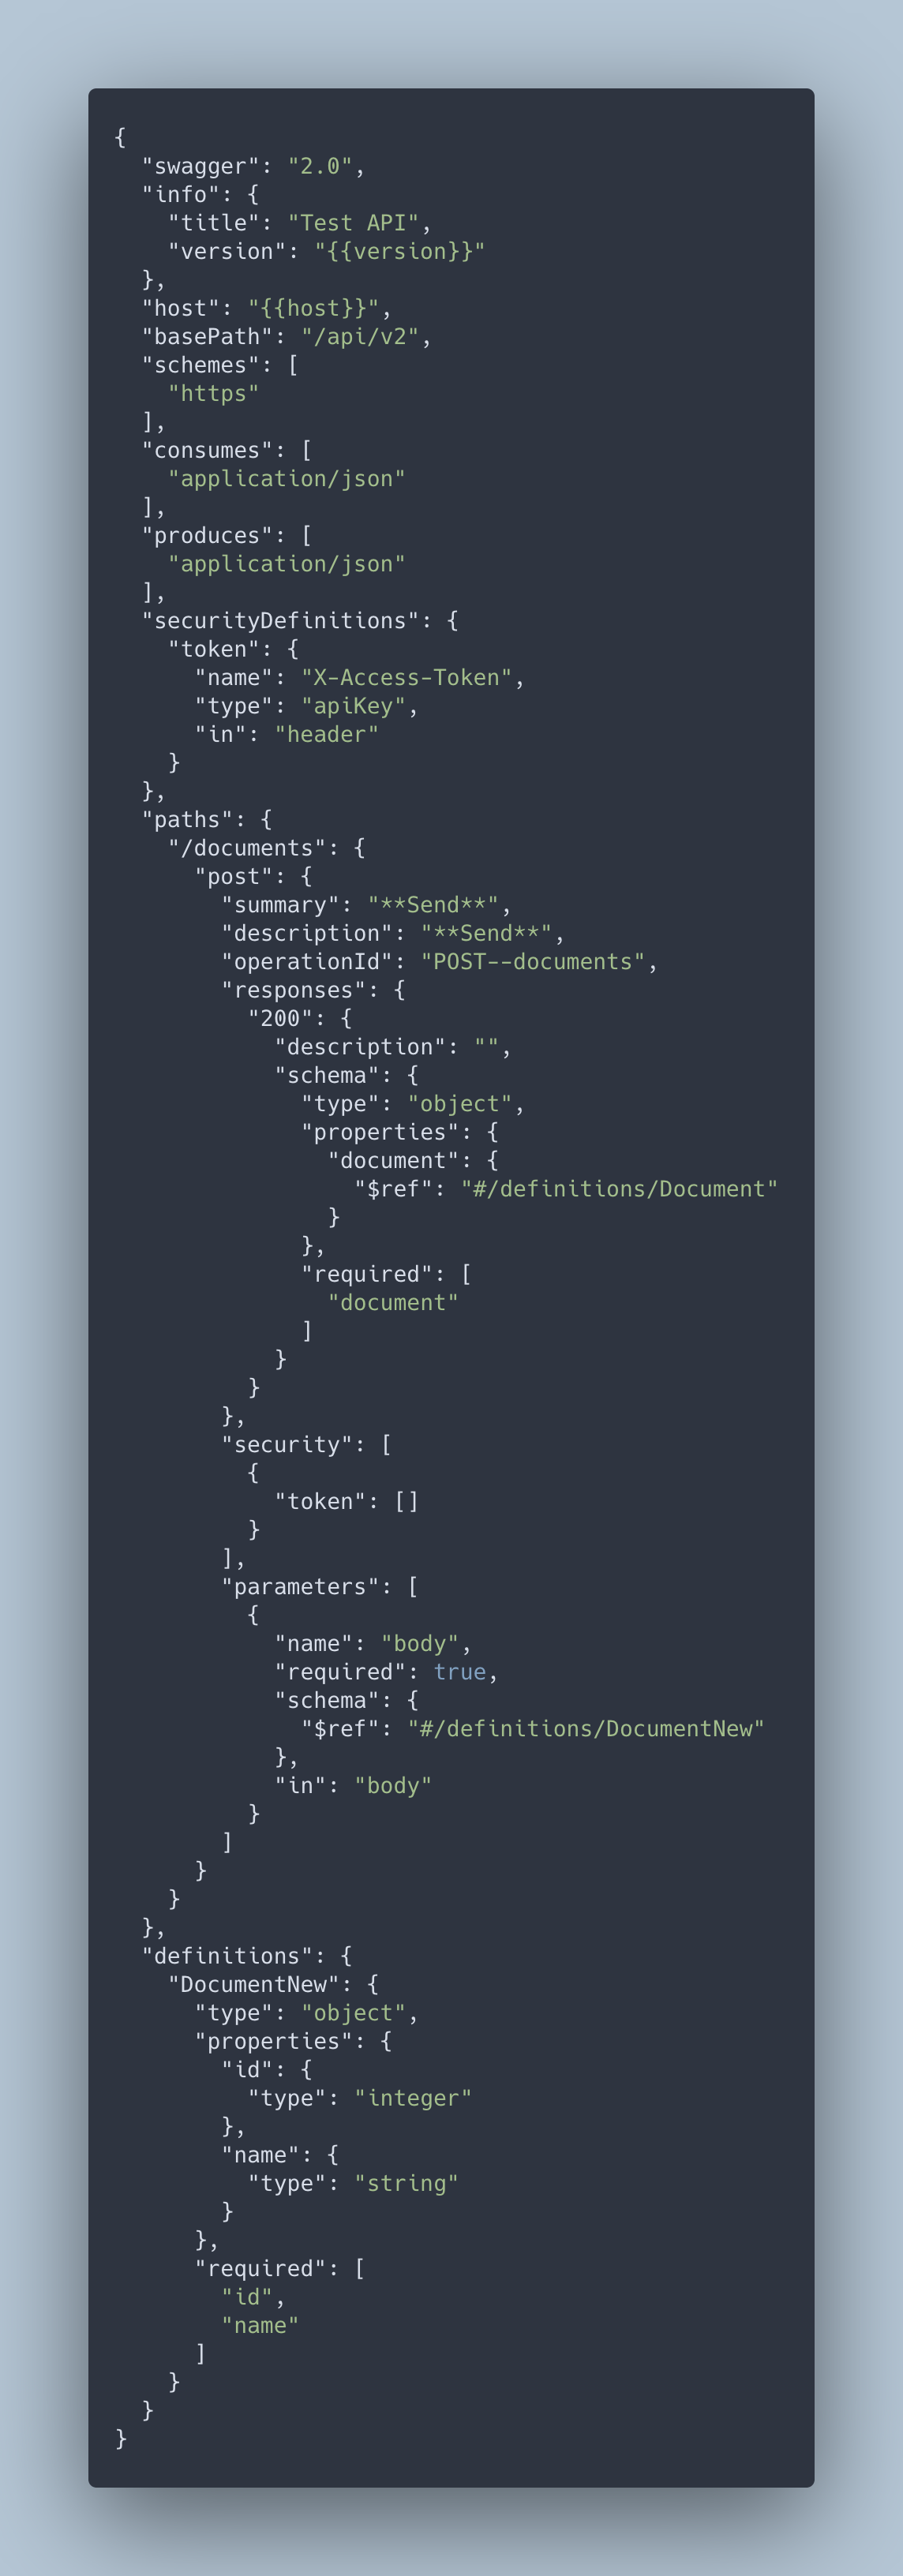 {
  "swagger": "2.0",
  "info": {
    "title": "Test API",
    "version": "{{version}}"
  },
  "host": "{{host}}",
  "basePath": "/api/v2",
  "schemes": [
    "https"
  ],
  "consumes": [
    "application/json"
  ],
  "produces": [
    "application/json"
  ],
  "securityDefinitions": {
    "token": {
      "name": "X-Access-Token",
      "type": "apiKey",
      "in": "header"
    }
  },
  "paths": {
    "/documents": {
      "post": {
        "summary": "**Send**",
        "description": "**Send**",
        "operationId": "POST--documents",
        "responses": {
          "200": {
            "description": "",
            "schema": {
              "type": "object",
              "properties": {
                "document": {
                  "$ref": "#/definitions/Document"
                }
              },
              "required": [
                "document"
              ]
            }
          }
        },
        "security": [
          {
            "token": []
          }
        ],
        "parameters": [
          {
            "name": "body",
            "required": true,
            "schema": {
              "$ref": "#/definitions/DocumentNew"
            },
            "in": "body"
          }
        ]
      }
    }
  },
  "definitions": {
    "DocumentNew": {
      "type": "object",
      "properties": {
        "id": {
          "type": "integer"
        },
        "name": {
          "type": "string"
        }
      },
      "required": [
        "id",
        "name"
      ]
    }
  }
}